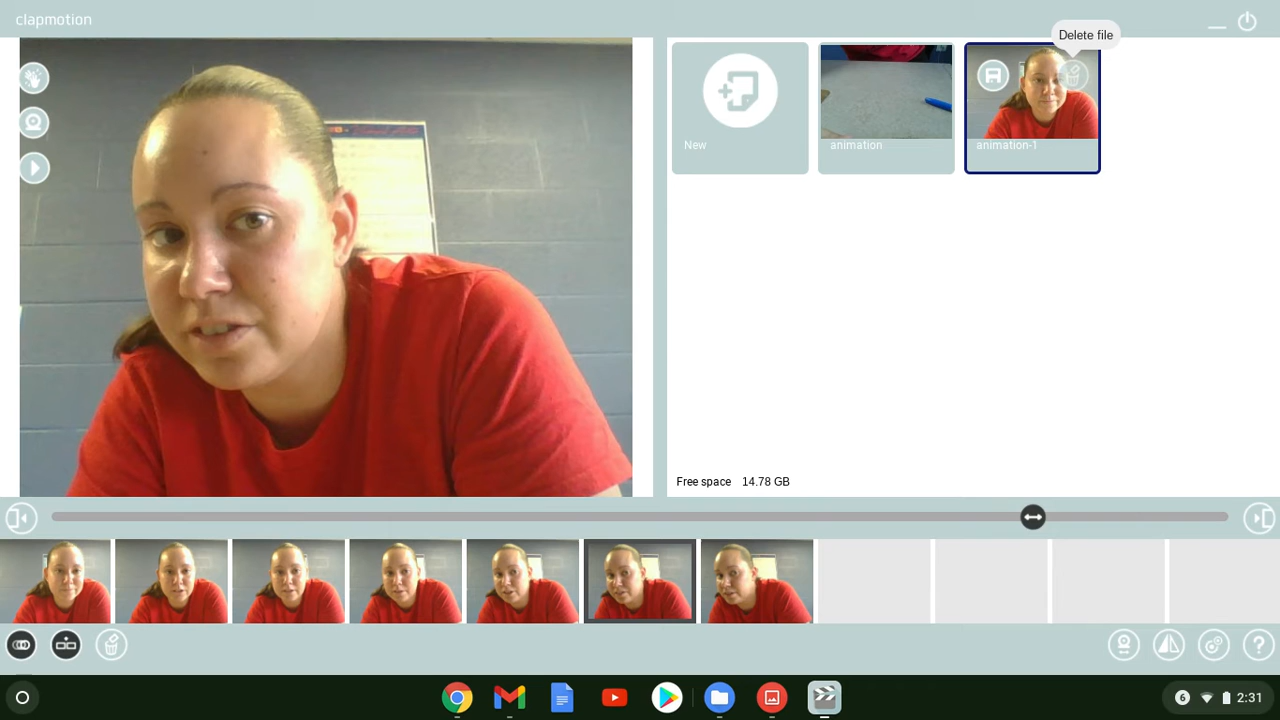 clapmotion
Delete file
New
animation
animation-1
Free space 14.78 GB
6
2:31